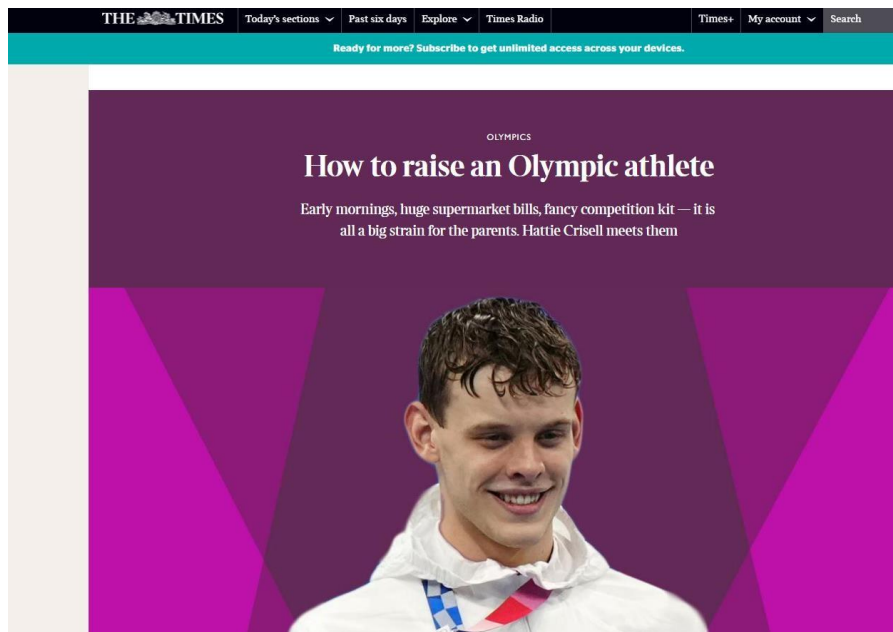 THE TIMES
Today's sections
Past six days
Explore
Times Radio
Times+
My account
Search
Ready for more? Subscribe to get unlimited access across your devices.
OLYMPICS
How to raise an Olympic athlete
Early mornings, huge supermarket bills, fancy competition kit — it is
all a big strain for the parents. Hattie Crisell meets them